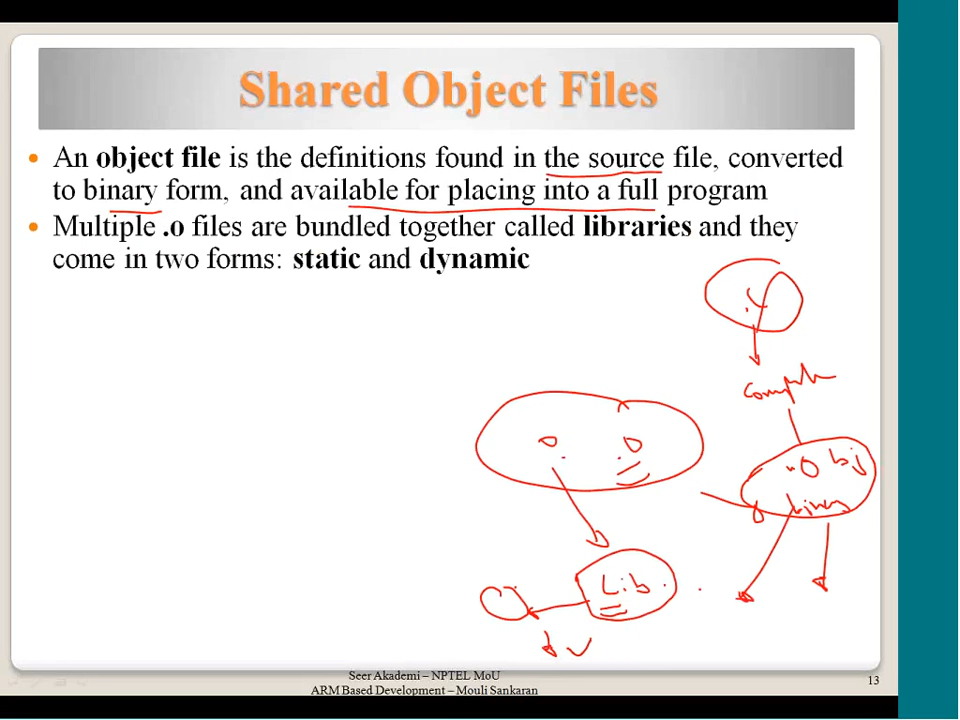 Shared Object Files
• An object file is the definitions found in the source file, converted
to binary form, and available for placing into a full program
• Multiple .o files are bundled together called libraries and they
come in two forms: static and dynamic
.o obj
binary
Lib.
Seer Akademi – NPTEL MoU
ARM Based Development – Mouli Sankaran
13